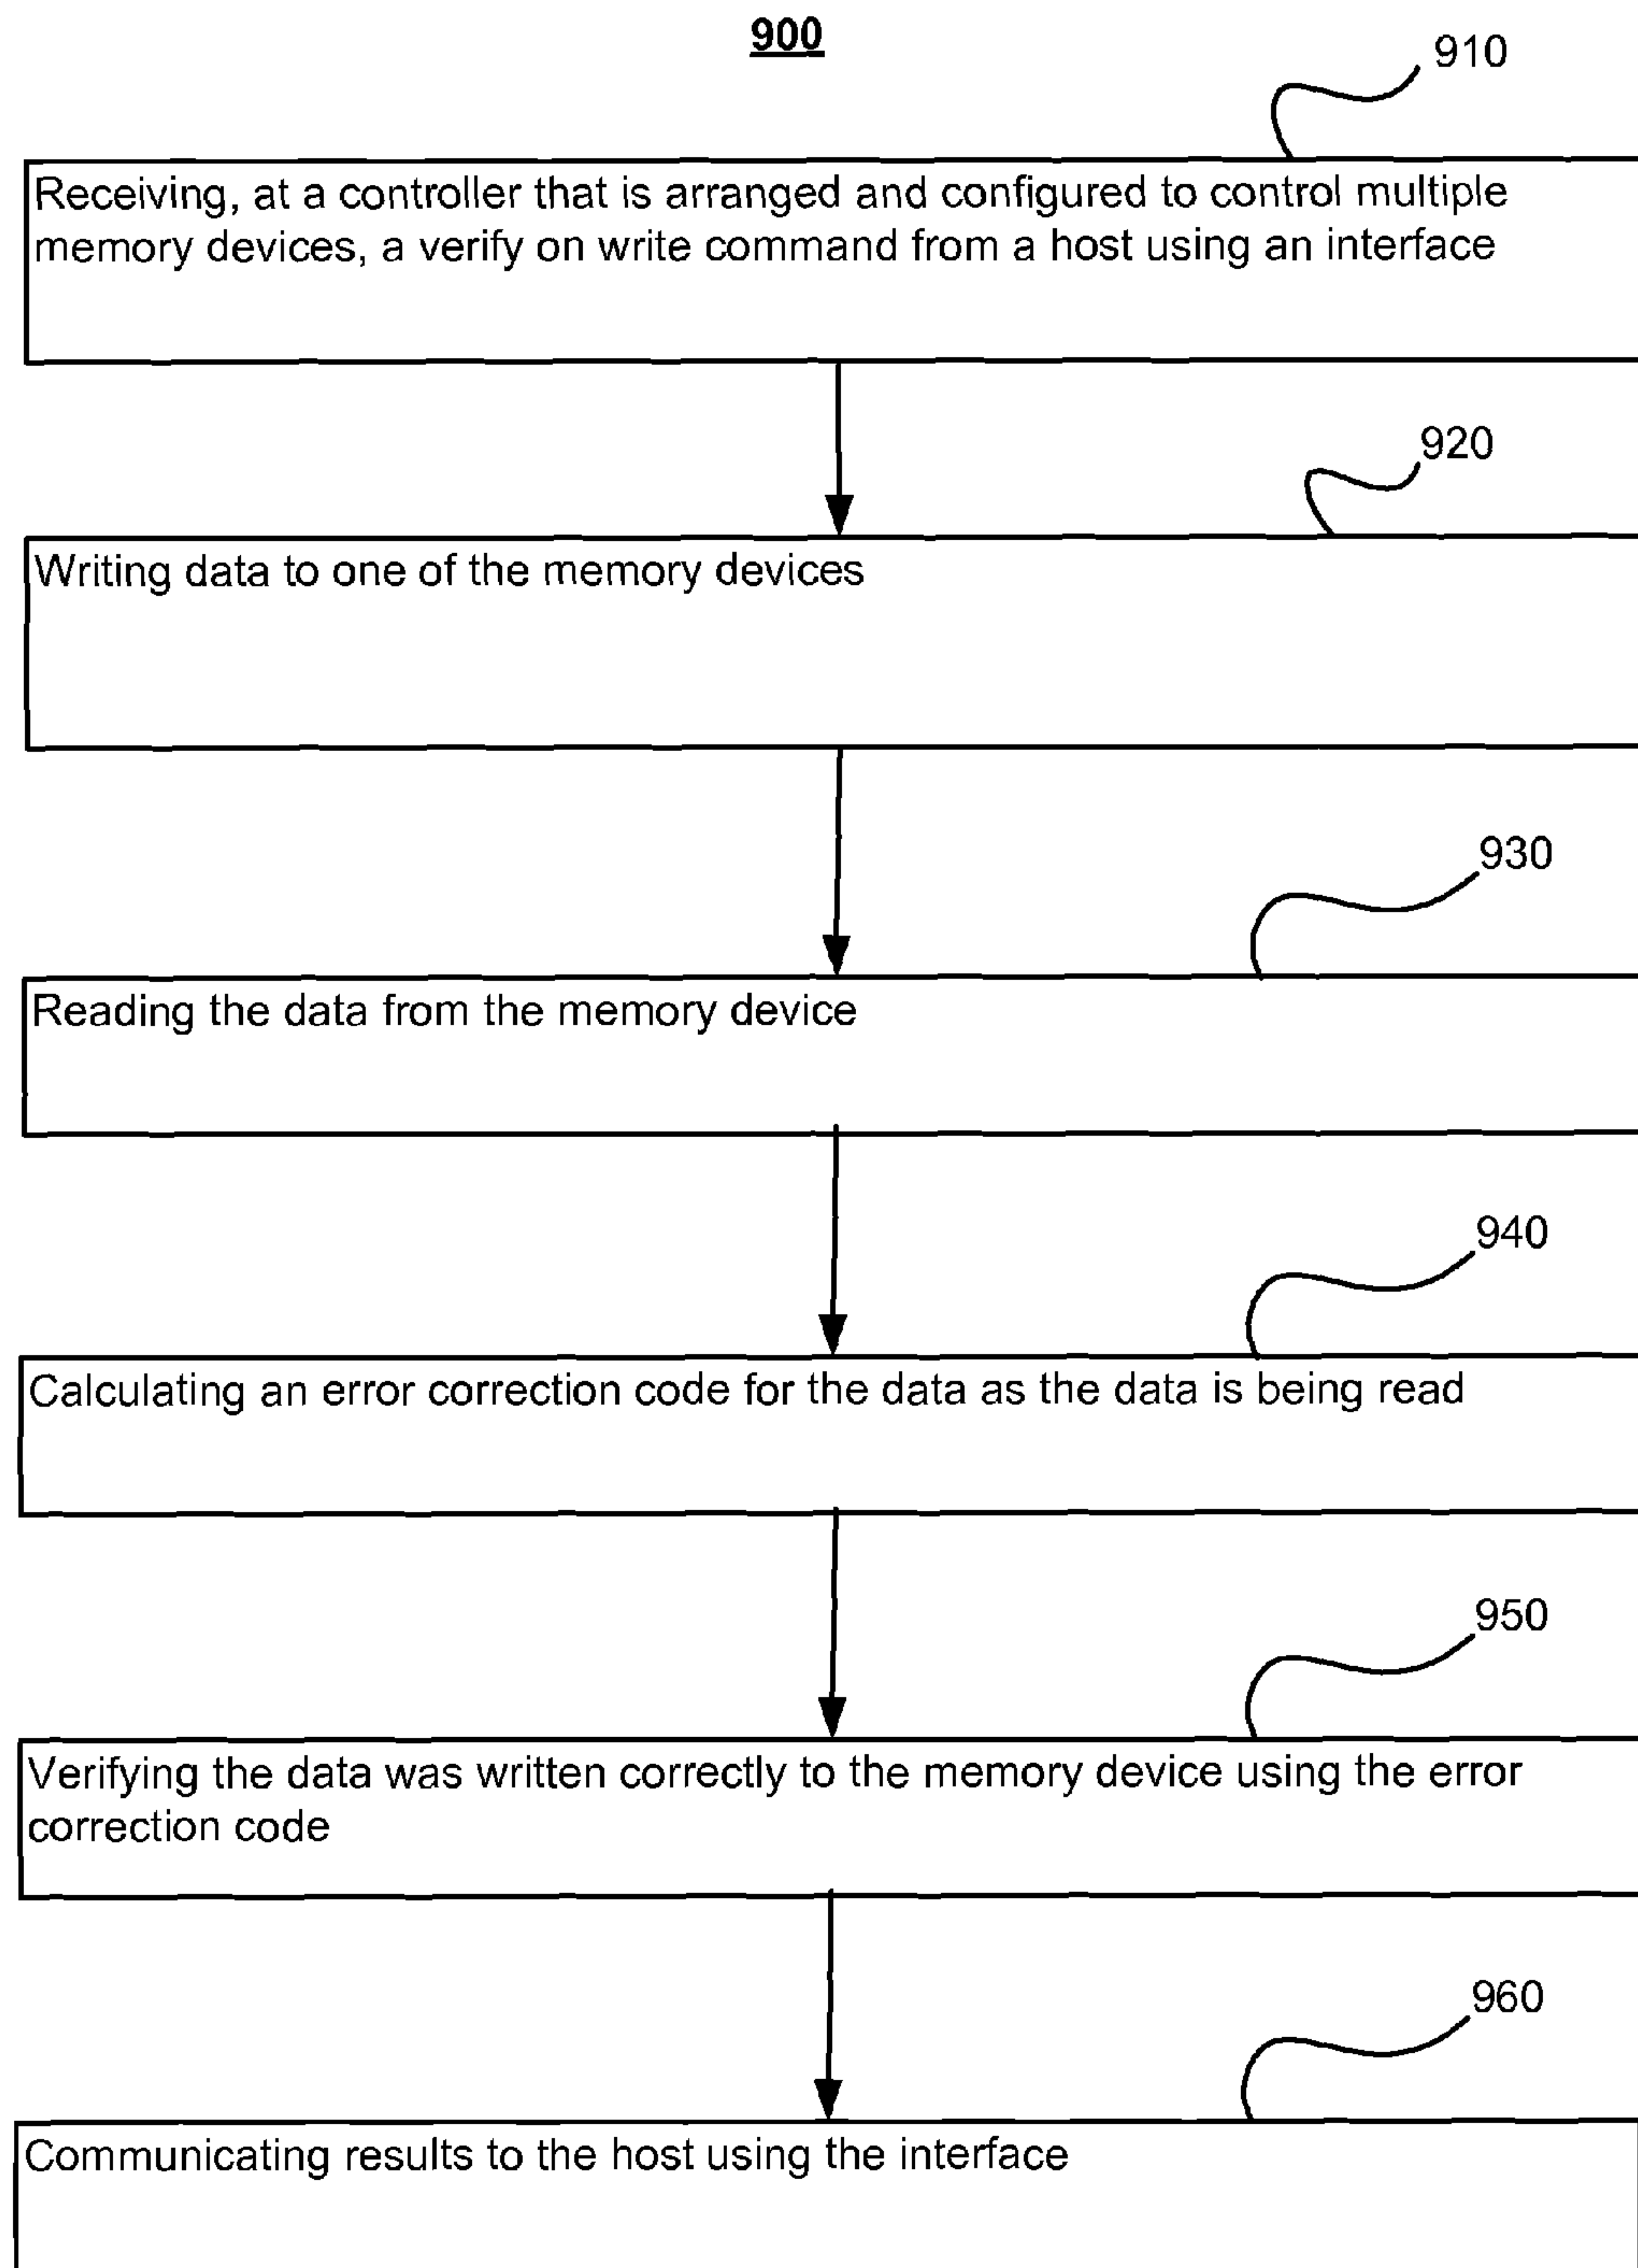 900
910
Receiving, at a controller that is arranged and configured to control multiple
memory devices, a verify on write command from a host using an interface
920
Writing data to one of the memory devices
930
Reading the data from the memory device
940
Calculating an error correction code for the data as the data is being read
950
Verifying the data was written correctly to the memory device using the error
correction code
960
Communicating results to the host using the interface